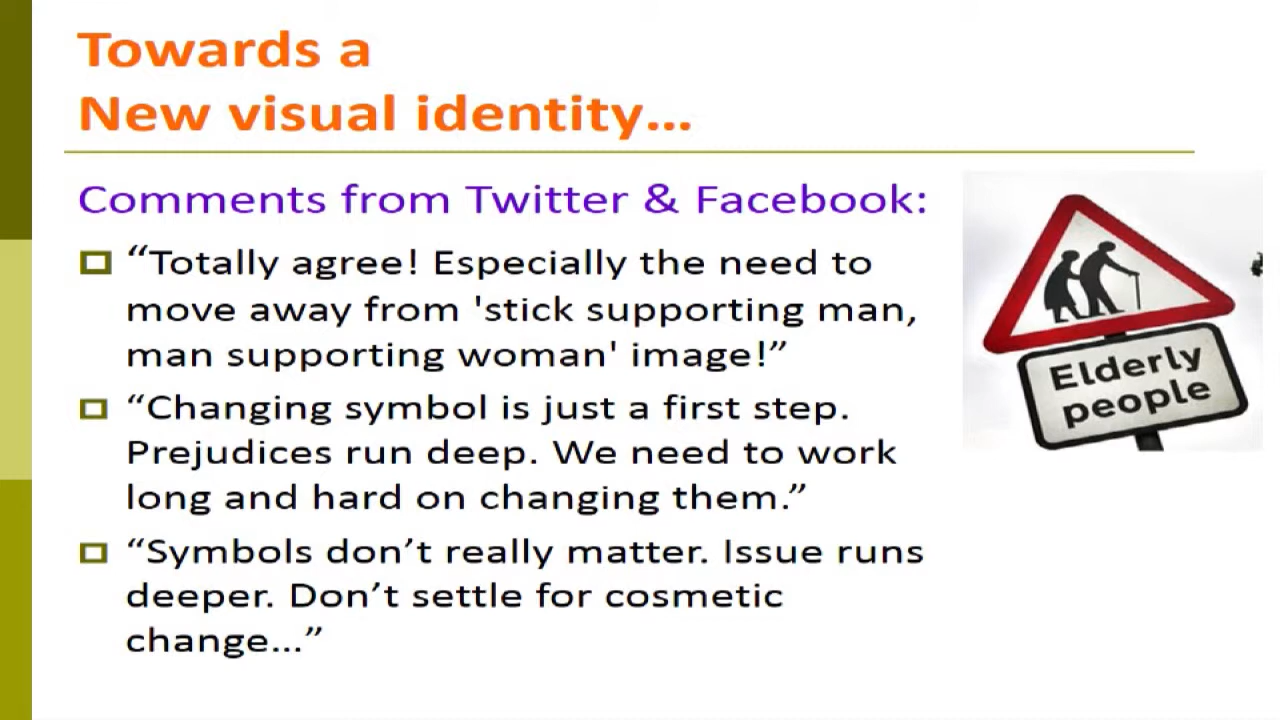 Towards a
New visual identity…
Comments from Twitter & Facebook:
“Totally agree! Especially the need to
move away from 'stick supporting man,
man supporting woman' image!”
“Changing symbol is just a first step.
Prejudices run deep. We need to work
long and hard on changing them.”
“Symbols don’t really matter. Issue runs
deeper. Don’t settle for cosmetic
change…”
Elderly
people